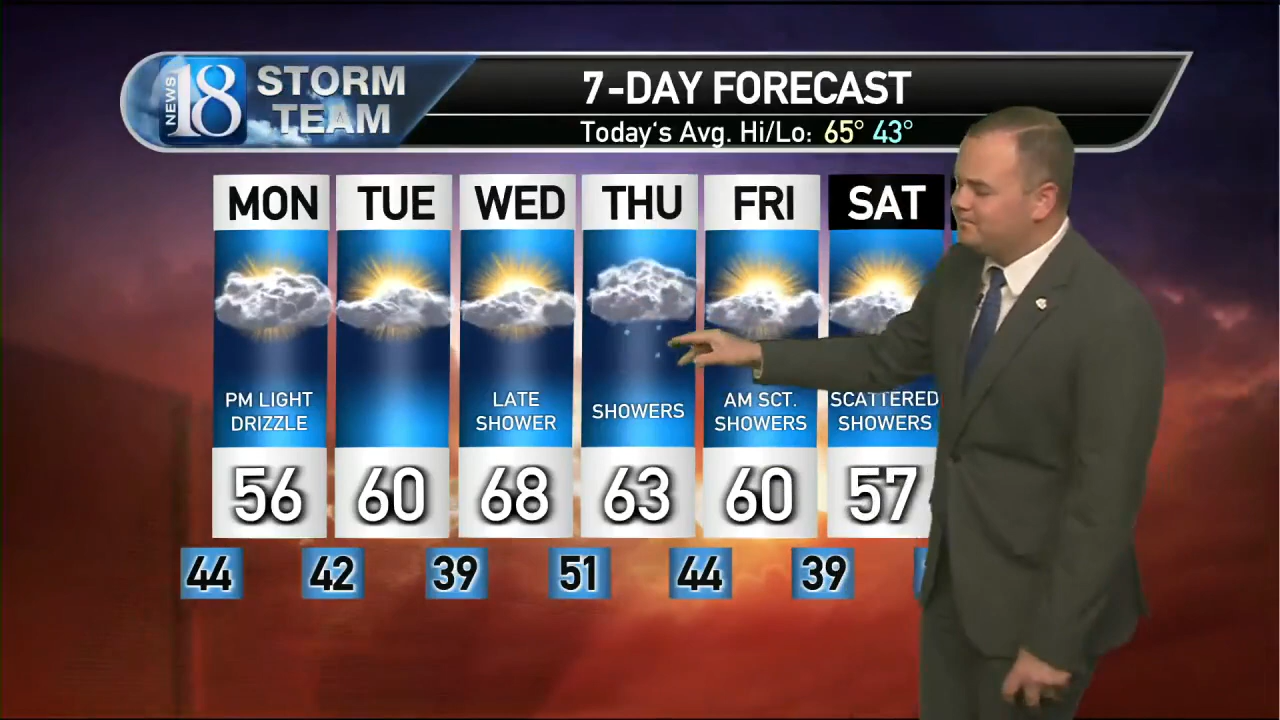 NEWS 18
STORM
TEAM
7-DAY FORECAST
Today's Avg. Hi/Lo: 65° 43°
MON TUE WED THU FRI SAT
PM LIGHT
DRIZZLE
LATE
SHOWER
SHOWERS
AM SCT.
SHOWERS
SCATTERED
SHOWERS
56 60 68 63 60 57
44 42 39 51 44 39